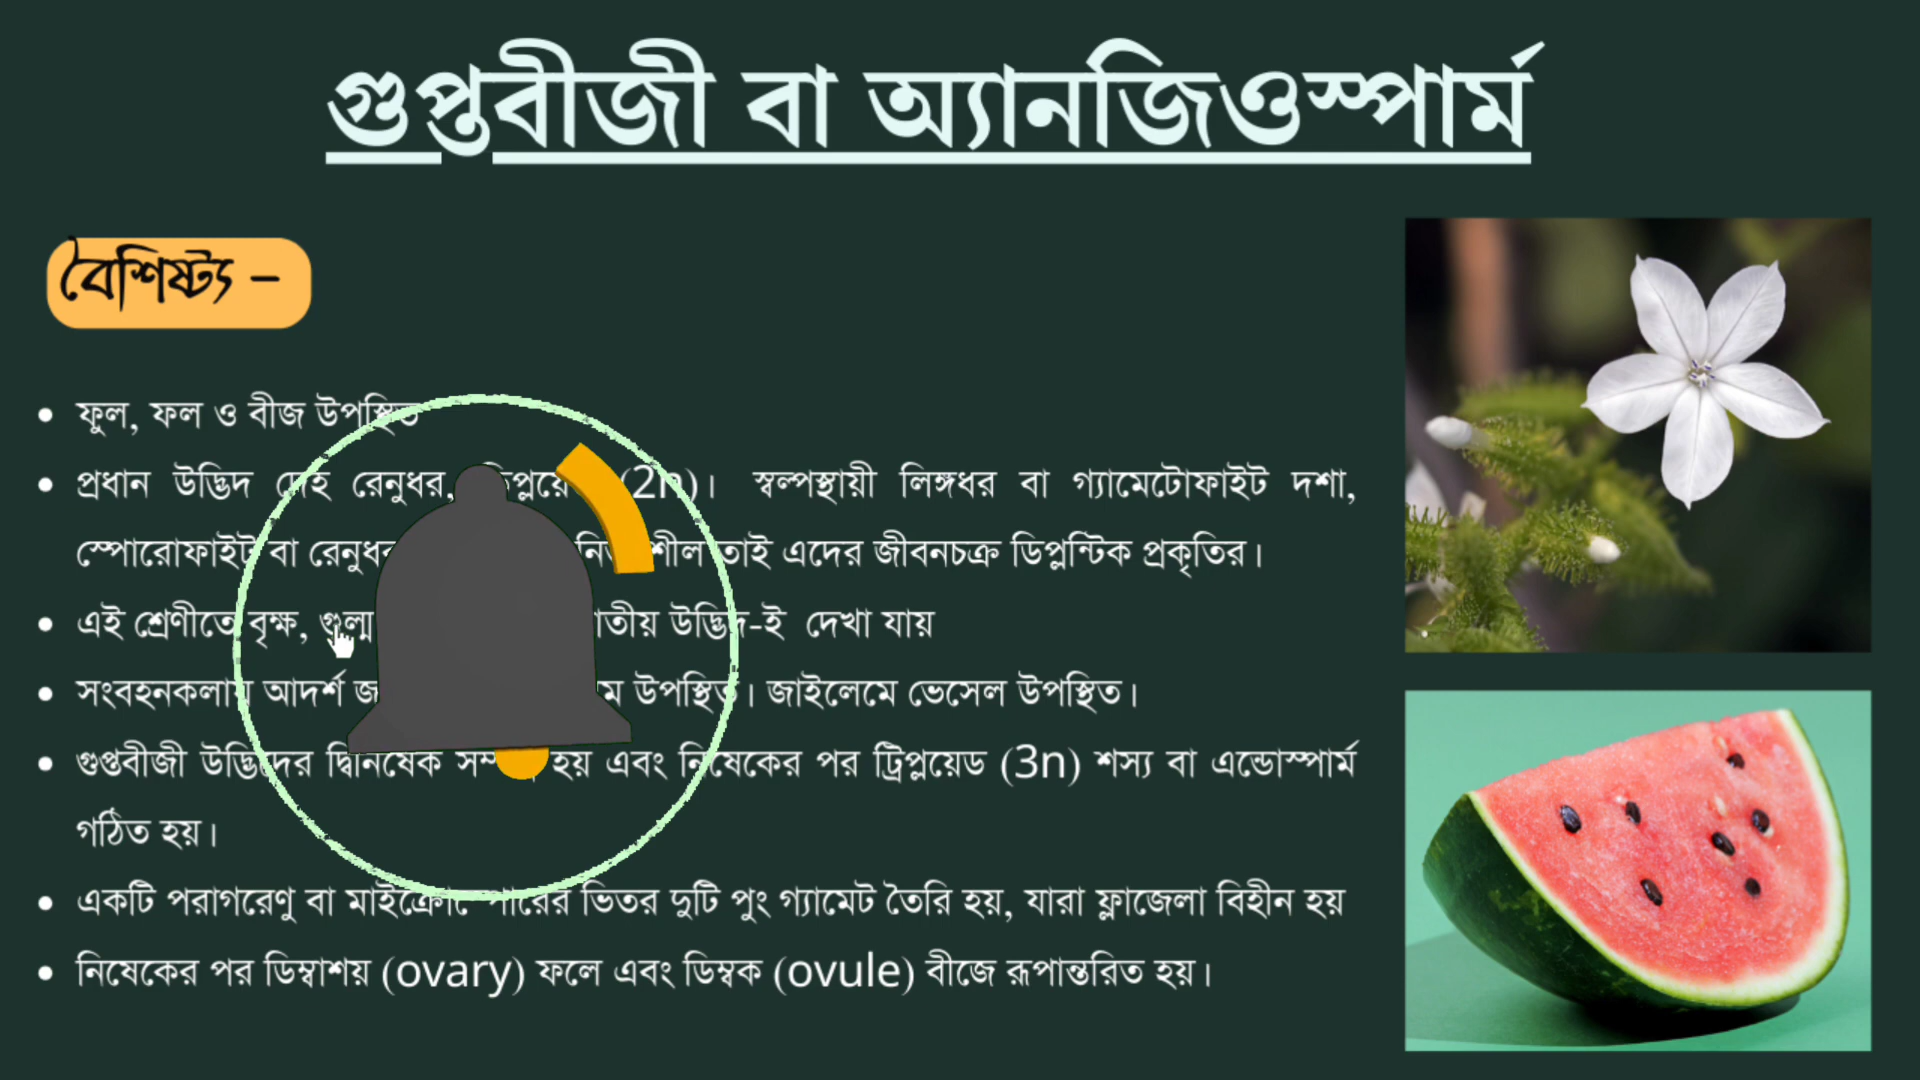 গুপ্তবীজী বা অ্যানজিওস্পার্ম
বৈশিষ্ট্য –
• ফুল, ফল ও বীজ উপস্থিত
• প্রধান উদ্ভিদ দেহ রেনুধর, (2n)। স্বল্পস্থায়ী লিঙ্গধর বা গ্যামেটোফাইট দশা,
স্পোরোফাইট বা তাই এদের জীবনচক্র ডিপ্লন্টিক প্রকৃতির।
• এই শ্রেণীতে বৃক্ষ, গুল্ম উদ্ভিদ-ই দেখা যায়
• সংবহনকলায় আদর্শ উপস্থিত। জাইলেমে ভেসেল উপস্থিত।
• গুপ্তবীজী উদ্ভিদের দ্বিনিষেক হয় এবং নিষেকের পর ট্রিপ্লয়েড (3n) শস্য বা এন্ডোস্পার্ম
গঠিত হয়।
• একটি পরাগরেণু বা মাইক্রোস্পোরের ভিতর দুটি পুং গ্যামেট তৈরি হয়, যারা ফ্লাজেলা বিহীন হয়
• নিষেকের পর ডিম্বাশয় (ovary) ফলে এবং ডিম্বক (ovule) বীজে রূপান্তরিত হয়।